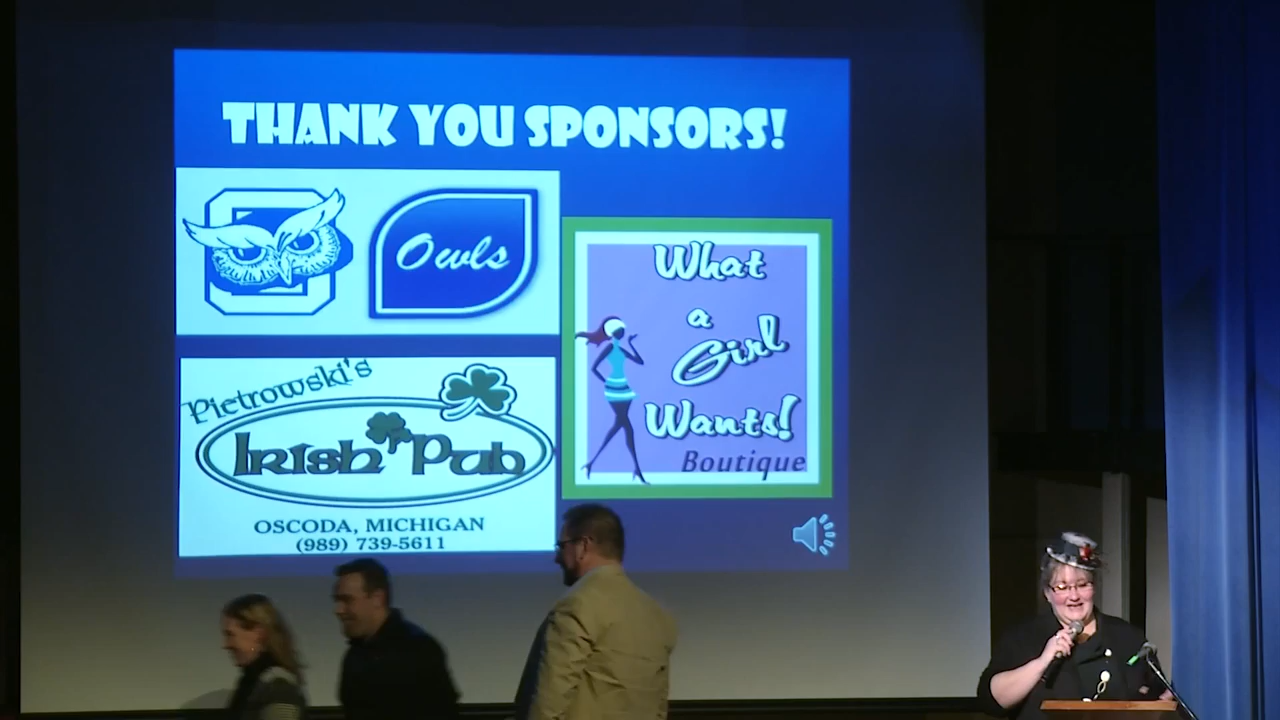 THANK YOU SPONSORS!
Owls
Pietrowski's
Irish Pub
OSCODA, MICHIGAN
(989) 739-5611
What
a
Girl
Wants!
Boutique